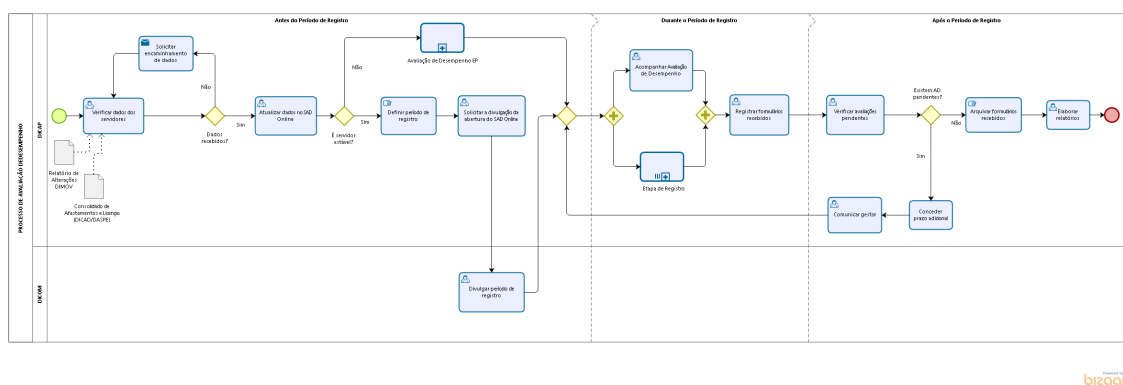 Antes do Período de Registro
Durante o Período de Registro
Após o Período de Registro
PROCESSO DE AVALIAÇÃO DEDESEMPENHO
DICAP
DICOM
Solicitar
encaminhamento
de dados
Verificar dados dos
servidores
Não
Dados
recebidos?
Sim
Relatório de
Alterações
DIMOV
Consolidado de
Afastamentos e Licença
(DICAD/DASPE)
Atualizar dados no SAD
Online
Não
É servidor
estável?
Sim
Avaliação de Desempenho EP
Definir período de
registro
Solicitar a divulgação da
abertura do SAD Online
Divulgar período de
registro
Acompanhar Avaliação
de Desempenho
Etapa de Registro
Registrar formulários
recebidos
Verificar avaliações
pendentes
Existem AD
pendentes?
Não
Sim
Arquivar formulários
recebidos
Elaborar
relatórios
Comunicar gestor
Conceder
prazo adicional
Powered by
bizagi